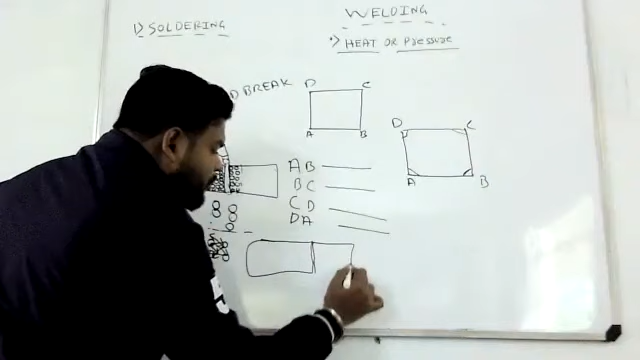 WELDING
1) SOLDERING
•) HEAT OR Pressure
BREAK
D C
A B
D C
A B
AB
BC
CD
DA